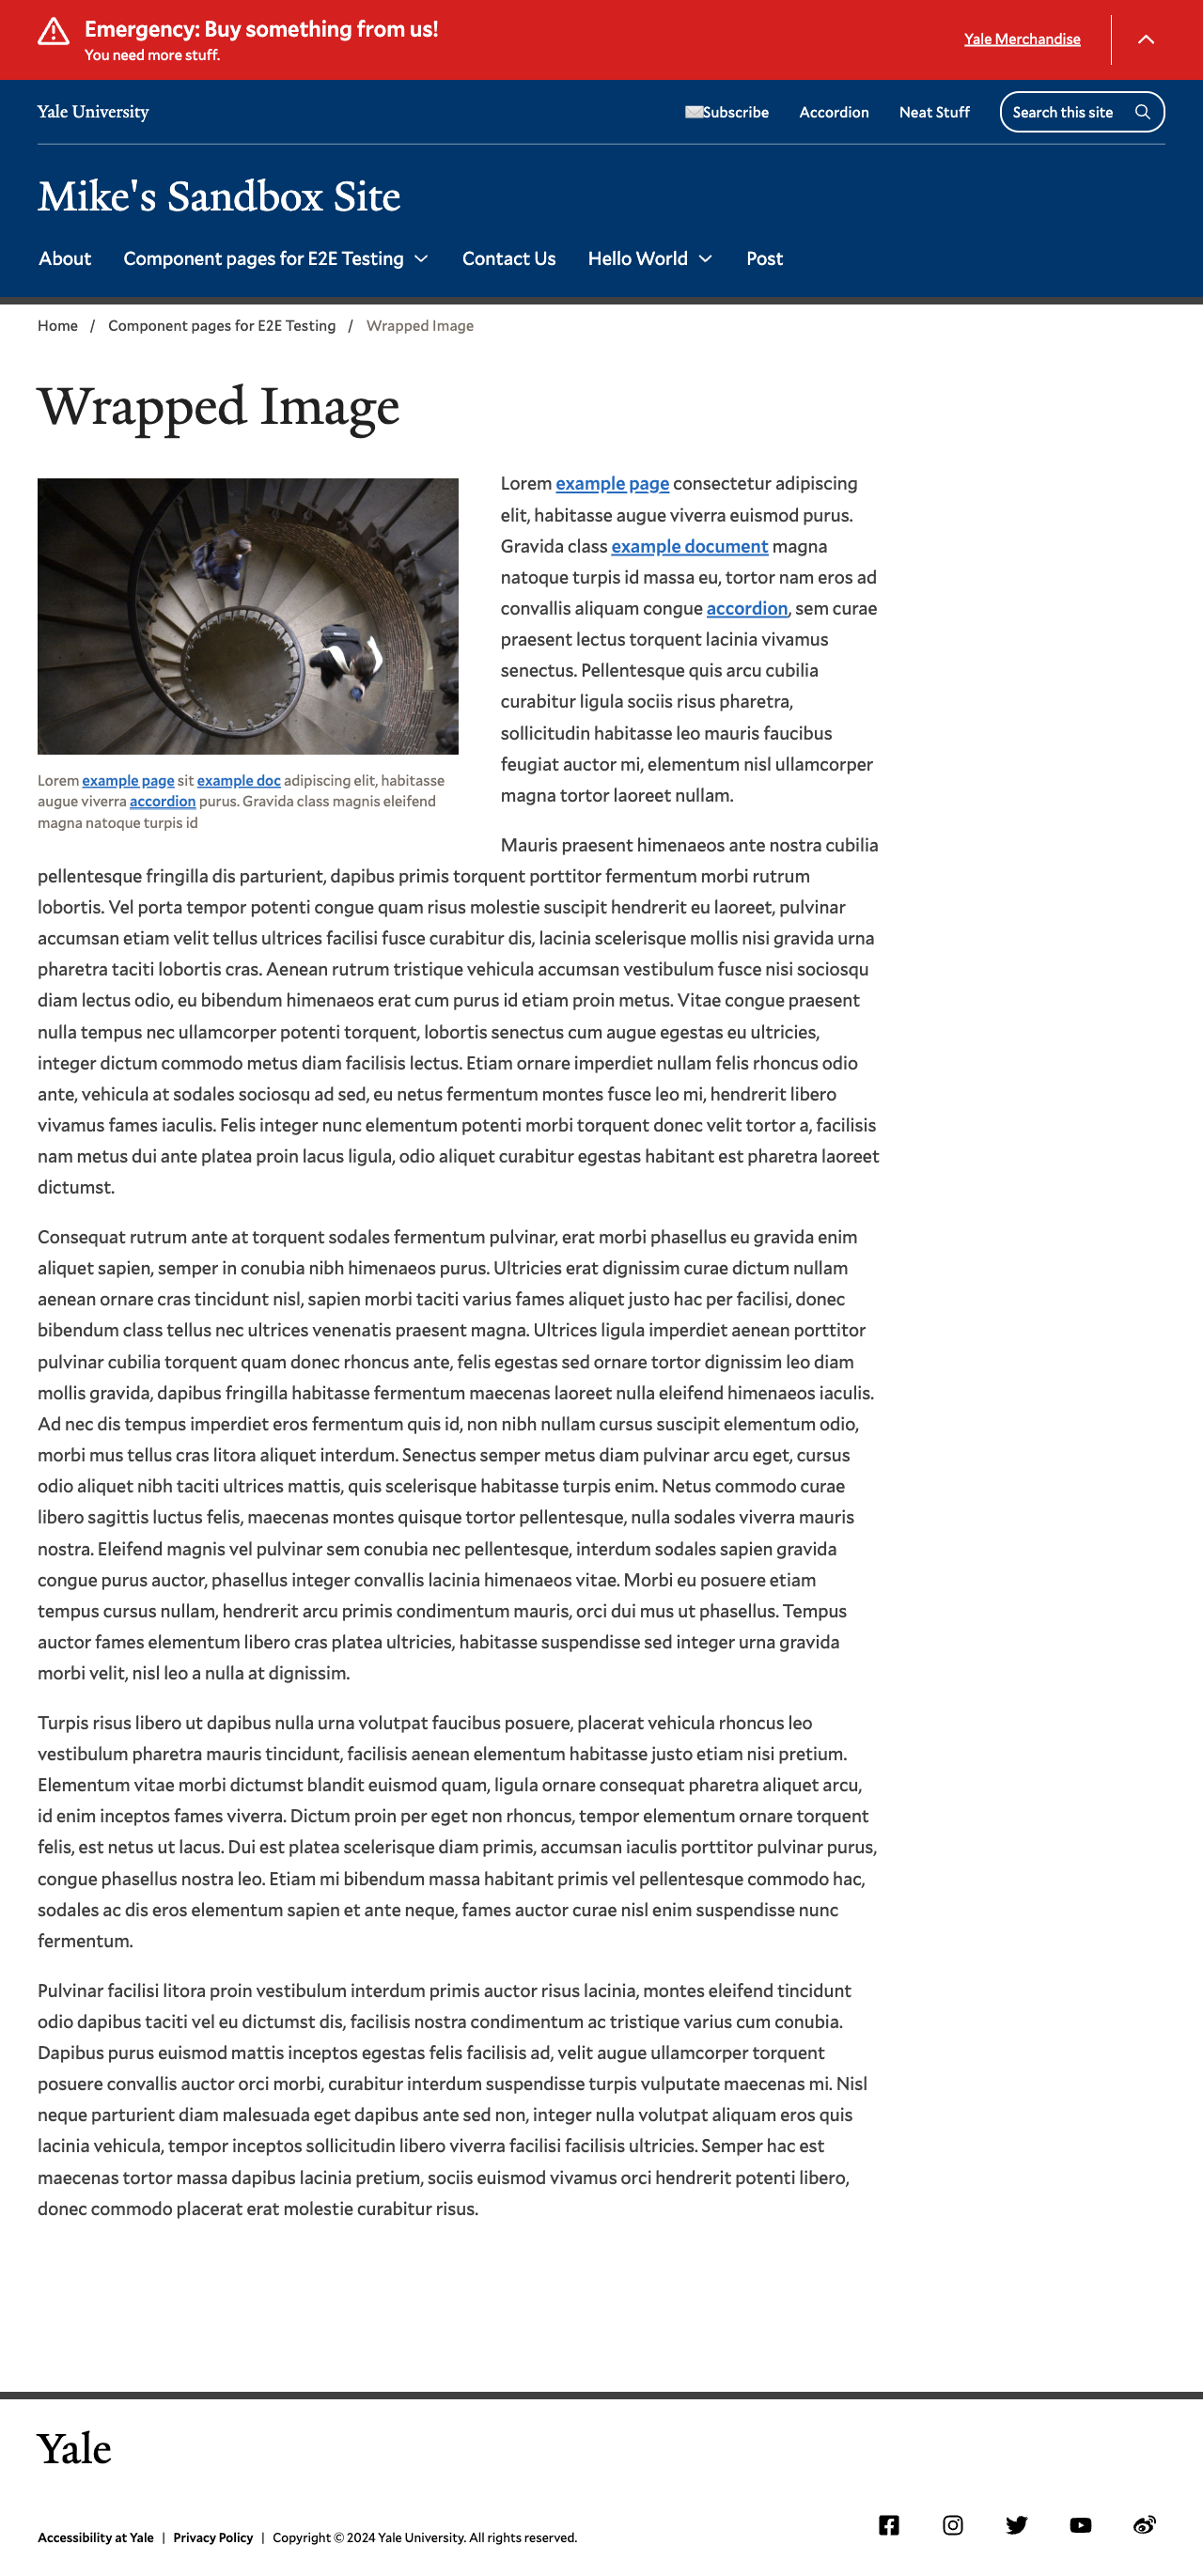 Emergency: Buy something from us!
You need more stuff.
Yale Merchandise
Yale University
Subscribe
Accordion
Neat Stuff
Search this site
Mike's Sandbox Site
About
Component pages for E2E Testing
Contact Us
Hello World
Post
Home / Component pages for E2E Testing / Wrapped Image
Wrapped Image
Lorem example page sit example doc adipiscing elit, habitasse
augue viverra accordion purus. Gravida class magnis eleifend
magna natoque turpis id
Lorem example page consectetur adipiscing
elit, habitasse augue viverra euismod purus.
Gravida class example document magna
natoque turpis id massa eu, tortor nam eros ad
convallis aliquam congue accordion, sem curae
praesent lectus torquent lacinia vivamus
senectus. Pellentesque quis arcu cubilia
curabitur ligula sociis risus pharetra,
sollicitudin habitasse leo mauris faucibus
feugiat auctor mi, elementum nisl ullamcorper
magna tortor laoreet nullam.
Mauris praesent himenaeos ante nostra cubilia
pellentesque fringilla dis parturient, dapibus primis torquent porttitor fermentum morbi rutrum
lobortis. Vel porta tempor potenti congue quam risus molestie suscipit hendrerit eu laoreet, pulvinar
accumsan etiam velit tellus ultrices facilisi fusce curabitur dis, lacinia scelerisque mollis nisi gravida urna
pharetra taciti lobortis cras. Aenean rutrum tristique vehicula accumsan vestibulum fusce nisi sociosqu
diam lectus odio, eu bibendum himenaeos erat cum purus id etiam proin metus. Vitae congue praesent
nulla tempus nec ullamcorper potenti torquent, lobortis senectus cum augue egestas eu ultricies,
integer dictum commodo metus diam facilisis lectus. Etiam ornare imperdiet nullam felis rhoncus odio
ante, vehicula at sodales sociosqu ad sed, eu netus fermentum montes fusce leo mi, hendrerit libero
vivamus fames iaculis. Felis integer nunc elementum potenti morbi torquent donec velit tortor a, facilisis
nam metus dui ante platea proin lacus ligula, odio aliquet curabitur egestas habitant est pharetra laoreet
dictumst.
Consequat rutrum ante at torquent sodales fermentum pulvinar, erat morbi phasellus eu gravida enim
aliquet sapien, semper in conubia nibh himenaeos purus. Ultricies erat dignissim curae dictum nullam
aenean ornare cras tincidunt nisl, sapien morbi taciti varius fames aliquet justo hac per facilisi, donec
bibendum class tellus nec ultrices venenatis praesent magna. Ultrices ligula imperdiet aenean porttitor
pulvinar cubilia torquent quam donec rhoncus ante, felis egestas sed ornare tortor dignissim leo diam
mollis gravida, dapibus fringilla habitasse fermentum maecenas laoreet nulla eleifend himenaeos iaculis.
Ad nec dis tempus imperdiet eros fermentum quis id, non nibh nullam cursus suscipit elementum odio,
morbi mus tellus cras litora aliquet interdum. Senectus semper metus diam pulvinar arcu eget, cursus
odio aliquet nibh taciti ultrices mattis, quis scelerisque habitasse turpis enim. Netus commodo curae
libero sagittis luctus felis, maecenas montes quisque tortor pellentesque, nulla sodales viverra mauris
nostra. Eleifend magnis vel pulvinar sem conubia nec pellentesque, interdum sodales sapien gravida
congue purus auctor, phasellus integer convallis lacinia himenaeos vitae. Morbi eu posuere etiam
tempus cursus nullam, hendrerit arcu primis condimentum mauris, orci dui mus ut phasellus. Tempus
auctor fames elementum libero cras platea ultricies, habitasse suspendisse sed integer urna gravida
morbi velit, nisl leo a nulla at dignissim.
Turpis risus libero ut dapibus nulla urna volutpat faucibus posuere, placerat vehicula rhoncus leo
vestibulum pharetra mauris tincidunt, facilisis aenean elementum habitasse justo etiam nisi pretium.
Elementum vitae morbi dictumst blandit euismod quam, ligula ornare consequat pharetra aliquet arcu,
id enim inceptos fames viverra. Dictum proin per eget non rhoncus, tempor elementum ornare torquent
felis, est netus ut lacus. Dui est platea scelerisque diam primis, accumsan iaculis porttitor pulvinar purus,
congue phasellus nostra leo. Etiam mi bibendum massa habitant primis vel pellentesque commodo hac,
sodales ac dis eros elementum sapien et ante neque, fames auctor curae nisl enim suspendisse nunc
fermentum.
Pulvinar facilisi litora proin vestibulum interdum primis auctor risus lacinia, montes eleifend tincidunt
odio dapibus taciti vel eu dictumst dis, facilisis nostra condimentum ac tristique varius cum conubia.
Dapibus purus euismod mattis inceptos egestas felis facilisis ad, velit augue ullamcorper torquent
posuere convallis auctor orci morbi, curabitur interdum suspendisse turpis vulputate maecenas mi. Nisl
neque parturient diam malesuada eget dapibus ante sed non, integer nulla volutpat aliquam eros quis
lacinia vehicula, tempor inceptos sollicitudin libero viverra facilisi facilisis ultricies. Semper hac est
maecenas tortor massa dapibus lacinia pretium, sociis euismod vivamus orci hendrerit potenti libero,
donec commodo placerat erat molestie curabitur risus.
Yale
Accessibility at Yale | Privacy Policy | Copyright © 2024 Yale University. All rights reserved.